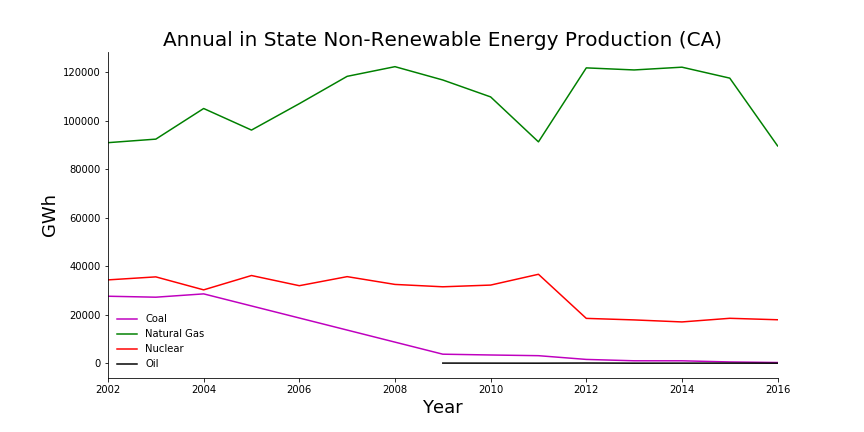 Annual in State Non-Renewable Energy Production (CA)
120000
100000
80000
60000
40000
20000
0
GWh
Coal
Natural Gas
Nuclear
Oil
2002 2004 2006 2008 2010 2012 2014 2016
Year